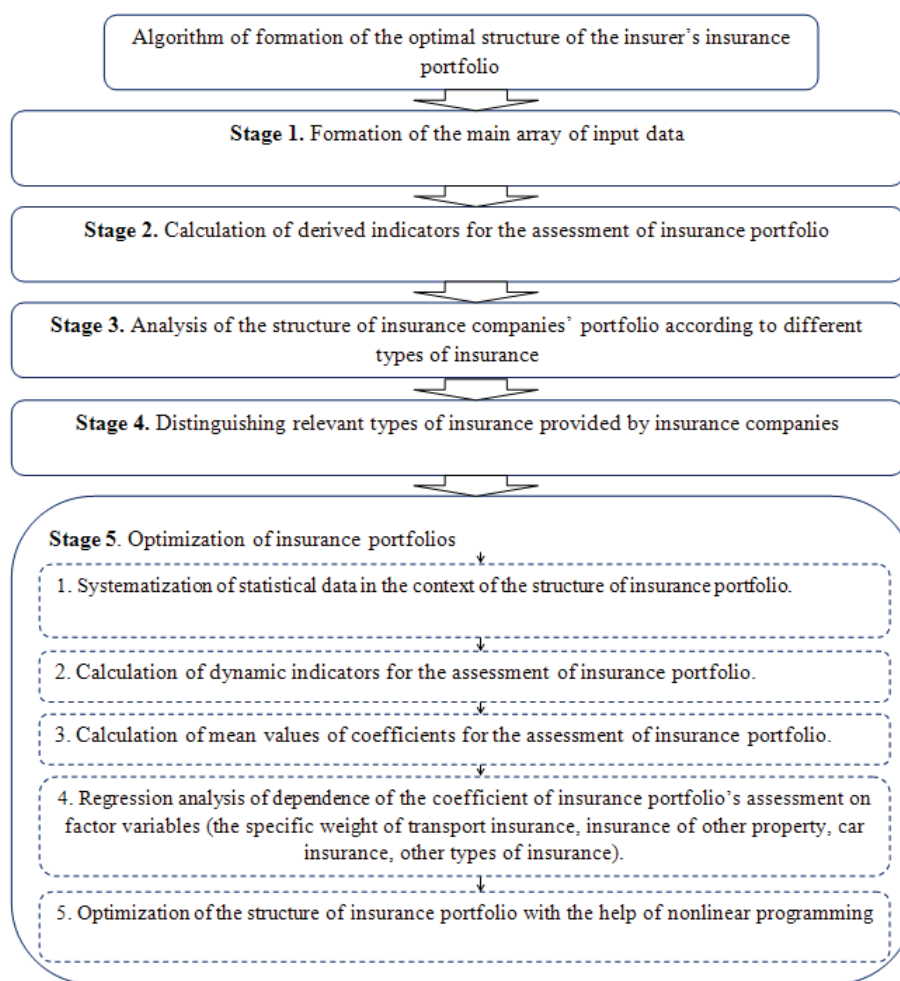 Algorithm of formation of the optimal structure of the insurer’s insurance
portfolio
Stage 1. Formation of the main array of input data
Stage 2. Calculation of derived indicators for the assessment of insurance portfolio
Stage 3. Analysis of the structure of insurance companies’ portfolio according to different
types of insurance
Stage 4. Distinguishing relevant types of insurance provided by insurance companies
Stage 5. Optimization of insurance portfolios
1. Systematization of statistical data in the context of the structure of insurance portfolio.
2. Calculation of dynamic indicators for the assessment of insurance portfolio.
3. Calculation of mean values of coefficients for the assessment of insurance portfolio.
4. Regression analysis of dependence of the coefficient of insurance portfolio’s assessment on
factor variables (the specific weight of transport insurance, insurance of other property, car
insurance, other types of insurance).
5. Optimization of the structure of insurance portfolio with the help of nonlinear programming